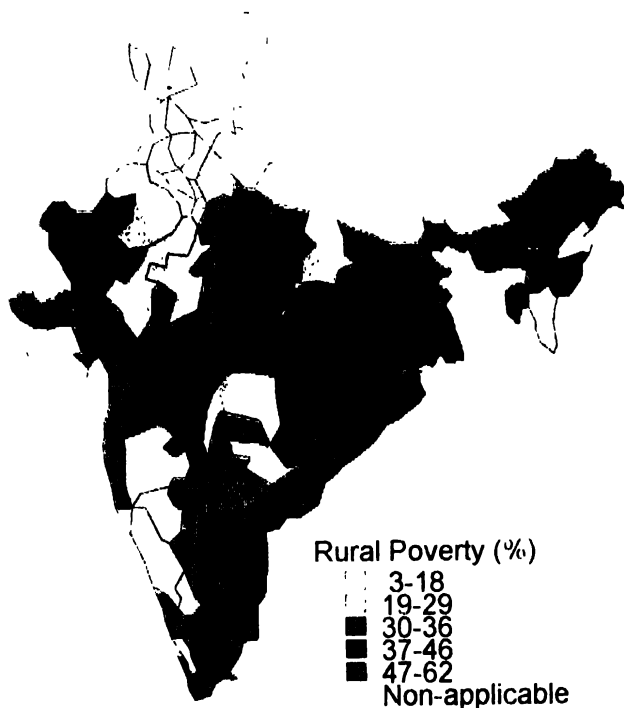 Rural Poverty (%)
3-18
19-29
30-36
37-46
47-62
Non-applicable